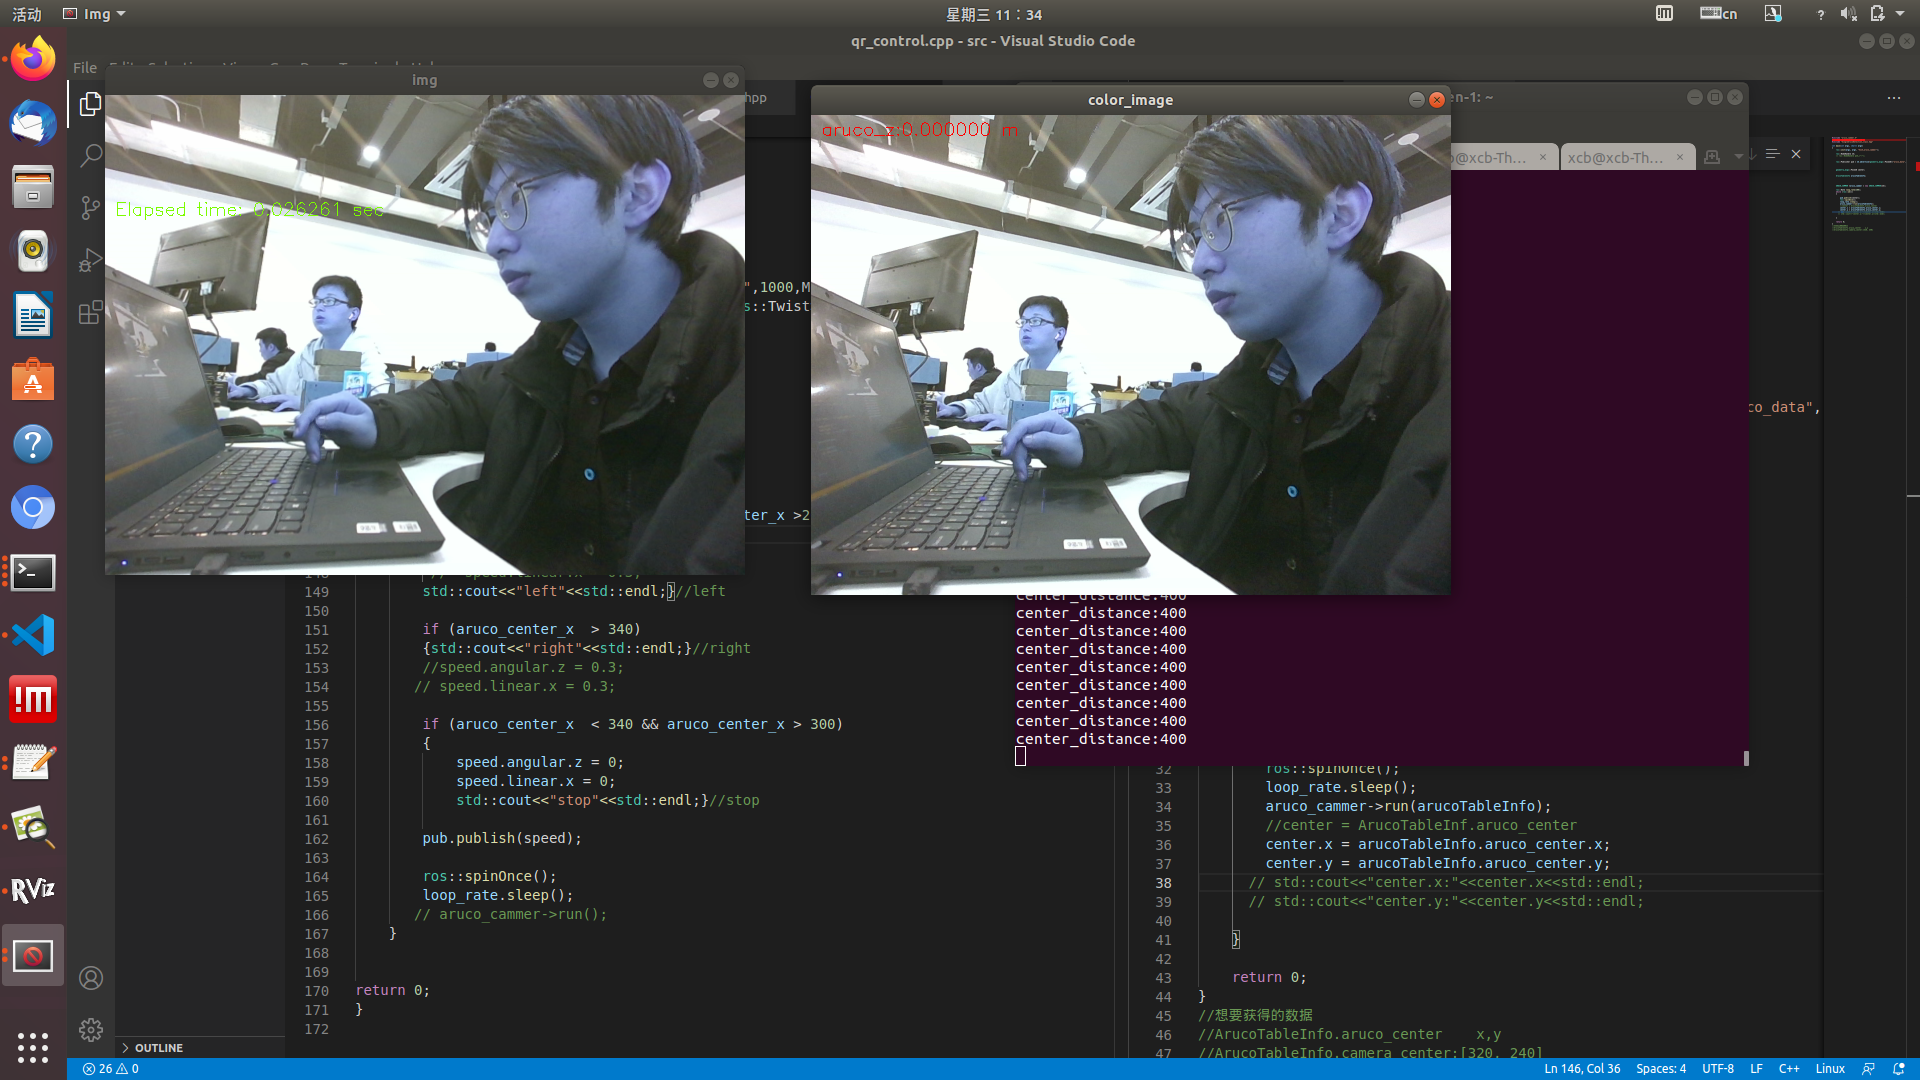 活动
Img
星期三 11：34
cn
qr_control.cpp - src - Visual Studio Code
File
img
hpp
Elapsed time: 0.026261 sec
color_image
aruco_z:0.000000 m
en-1: ~
@xcb-Th...
xcb@xcb-Th...
",1000,M
s::Twist
co_data",
ter_x >2
149 std::cout<<"left"<<std::endl;}//left
150
151 if (aruco_center_x  > 340)
152 {std::cout<<"right"<<std::endl;}//right
153 //speed.angular.z = 0.3;
154 // speed.linear.x = 0.3;
155
156 if (aruco_center_x  < 340 && aruco_center_x > 300)
157 {
158 speed.angular.z = 0;
159 speed.linear.x = 0;
160 std::cout<<"stop"<<std::endl;}//stop
161
162 pub.publish(speed);
163
164 ros::spinOnce();
165 loop_rate.sleep();
166 // aruco_cammer->run();
167 }
168
169
170 return 0;
171 }
172
center_distance:400
center_distance:400
center_distance:400
center_distance:400
center_distance:400
center_distance:400
center_distance:400
center_distance:400
center_distance:400
32 ros::spinOnce();
33 loop_rate.sleep();
34 aruco_cammer->run(arucoTableInfo);
35 //center = ArucoTableInf.aruco_center
36 center.x = arucoTableInfo.aruco_center.x;
37 center.y = arucoTableInfo.aruco_center.y;
38 // std::cout<<"center.x:"<<center.x<<std::endl;
39 // std::cout<<"center.y:"<<center.y<<std::endl;
40
41 }
42
43 return 0;
44 }
45 //想要获得的数据
46 //ArucoTableInfo.aruco_center    x,y
47 //ArucoTableInfo.camera_center:[320, 240]
RViz
OUTLINE
26 0
Ln 146, Col 36
Spaces: 4
UTF-8
LF
C++
Linux